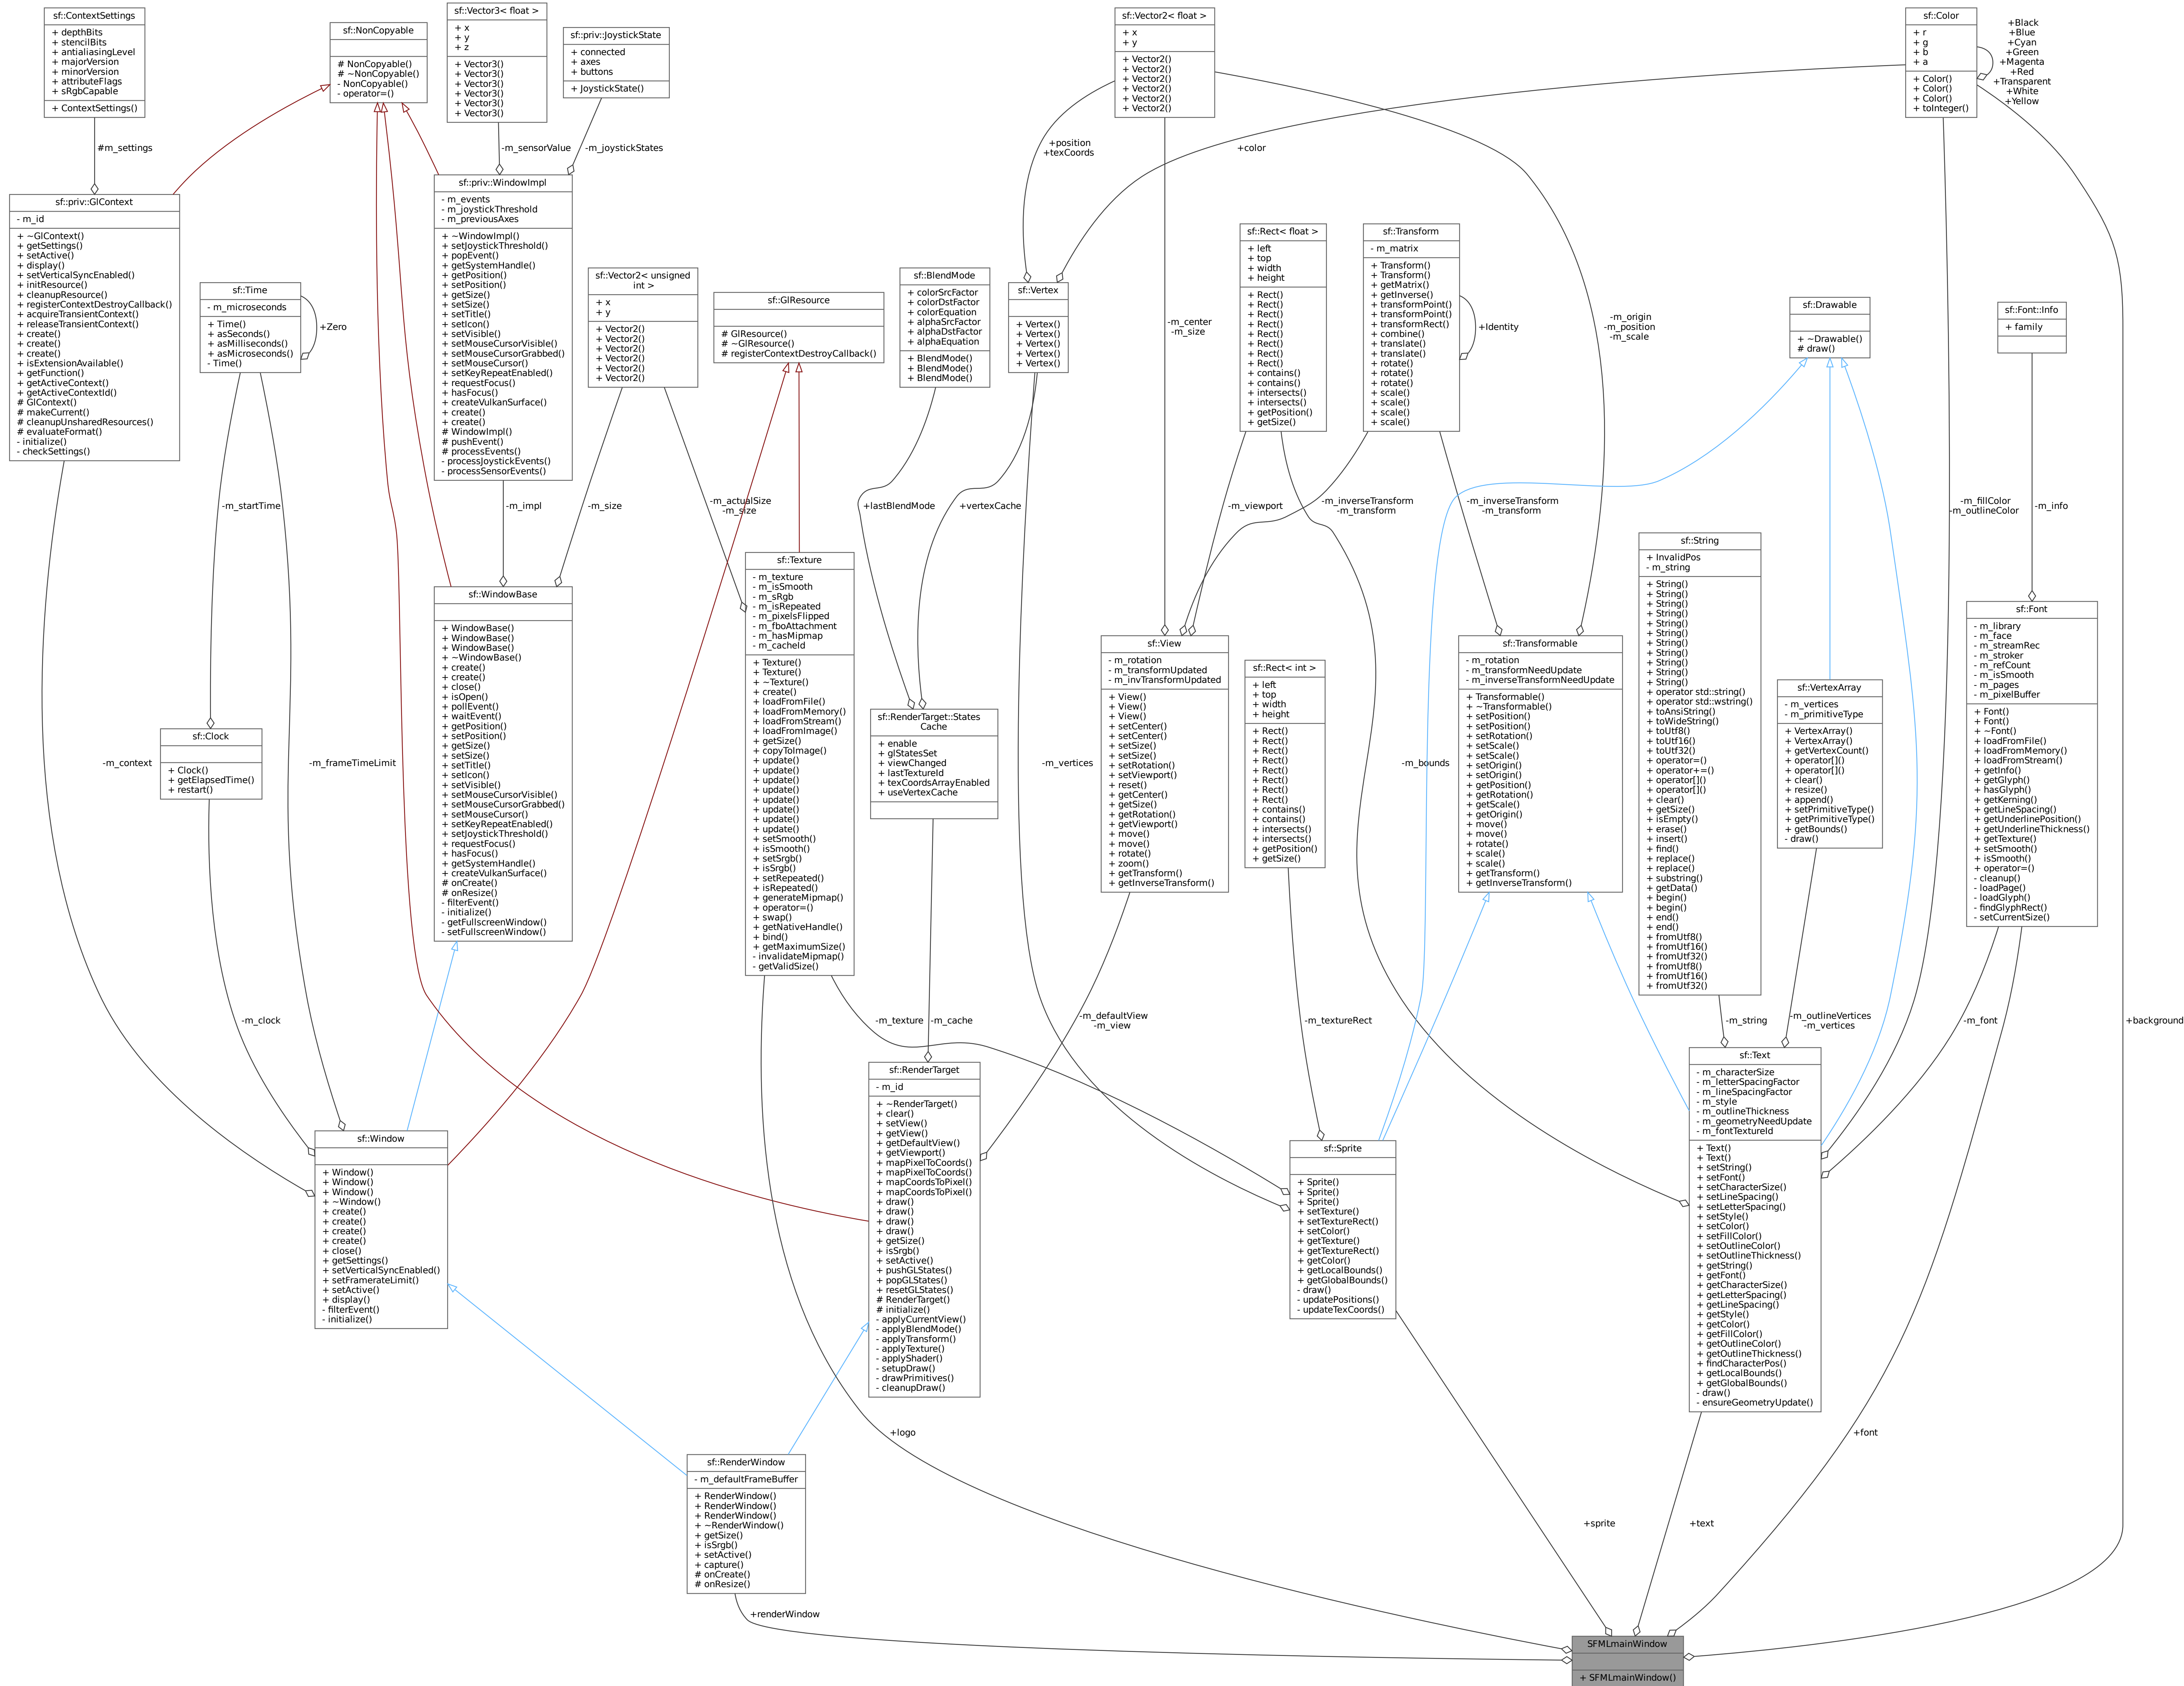 sf::ContextSettings
+ depthBits
+ stencilBits
+ antialiasingLevel
+ majorVersion
+ minorVersion
+ attributeFlags
+ sRgbCapable
+ ContextSettings()
sf::NonCopyable
# NonCopyable()
# ~NonCopyable()
- NonCopyable()
- operator=()
sf::Vector3< float >
+ x
+ y
+ z
+ Vector3()
+ Vector3()
+ Vector3()
+ Vector3()
+ Vector3()
+ Vector3()
sf::priv::JoystickState
+ connected
+ axes
+ buttons
+ JoystickState()
sf::Vector2< float >
+ x
+ y
+ Vector2()
+ Vector2()
+ Vector2()
+ Vector2()
+ Vector2()
+ Vector2()
sf::Color
+ r
+ g
+ b
+ a
+ Color()
+ Color()
+ Color()
+ toInteger()
+Black
+Blue
+Cyan
+Green
+Magenta
+Red
+Transparent
+White
+Yellow
#m_settings
-m_sensorValue
-m_joystickStates
+position
+texCoords
+color
sf::priv::GlContext
- m_id
+ ~GlContext()
+ getSettings()
+ setActive()
+ display()
+ setVerticalSyncEnabled()
+ initResource()
+ cleanupResource()
+ registerContextDestroyCallback()
+ acquireTransientContext()
+ releaseTransientContext()
+ create()
+ create()
+ create()
+ isExtensionAvailable()
+ getFunction()
+ getActiveContext()
+ getActiveContextId()
# GlContext()
# makeCurrent()
# cleanupUnsharedResources()
# evaluateFormat()
- initialize()
- checkSettings()
sf::Time
- m_microseconds
+ Time()
+ asSeconds()
+ asMilliseconds()
+ asMicroseconds()
- Time()
+Zero
sf::priv::WindowImpl
- m_events
- m_joystickThreshold
- m_previousAxes
+ ~WindowImpl()
+ setJoystickThreshold()
+ popEvent()
+ getSystemHandle()
+ getPosition()
+ setPosition()
+ getSize()
+ setSize()
+ setTitle()
+ setIcon()
+ setVisible()
+ setMouseCursorVisible()
+ setMouseCursorGrabbed()
+ setMouseCursor()
+ setKeyRepeatEnabled()
+ requestFocus()
+ hasFocus()
+ createVulkanSurface()
+ create()
+ create()
# WindowImpl()
# pushEvent()
# processEvents()
- processJoystickEvents()
- processSensorEvents()
sf::Vector2< unsigned
int >
+ x
+ y
+ Vector2()
+ Vector2()
+ Vector2()
+ Vector2()
+ Vector2()
+ Vector2()
sf::GlResource
# GlResource()
# ~GlResource()
# registerContextDestroyCallback()
sf::BlendMode
+ colorSrcFactor
+ colorDstFactor
+ colorEquation
+ alphaSrcFactor
+ alphaDstFactor
+ alphaEquation
+ BlendMode()
+ BlendMode()
+ BlendMode()
sf::Vertex
+ Vertex()
+ Vertex()
+ Vertex()
+ Vertex()
+ Vertex()
-m_center
-m_size
sf::Rect< float >
+ left
+ top
+ width
+ height
+ Rect()
+ Rect()
+ Rect()
+ Rect()
+ Rect()
+ Rect()
+ Rect()
+ Rect()
+ contains()
+ contains()
+ intersects()
+ intersects()
+ getPosition()
+ getSize()
sf::Transform
- m_matrix
+ Transform()
+ Transform()
+ getMatrix()
+ getInverse()
+ transformPoint()
+ transformPoint()
+ transformRect()
+ combine()
+ translate()
+ translate()
+ rotate()
+ rotate()
+ rotate()
+ scale()
+ scale()
+ scale()
+ scale()
+Identity
-m_origin
-m_position
-m_scale
sf::Drawable
+ ~Drawable()
# draw()
sf::Font::Info
+ family
-m_startTime
-m_impl
-m_size
-m_actualSize
-m_size
+lastBlendMode
+vertexCache
-m_viewport
-m_inverseTransform
-m_transform
-m_inverseTransform
-m_transform
-m_fillColor
-m_outlineColor
-m_info
sf::WindowBase
+ WindowBase()
+ WindowBase()
+ WindowBase()
+ ~WindowBase()
+ create()
+ create()
+ close()
+ isOpen()
+ pollEvent()
+ waitEvent()
+ getPosition()
+ setPosition()
+ getSize()
+ setSize()
+ setTitle()
+ setIcon()
+ setVisible()
+ setMouseCursorVisible()
+ setMouseCursorGrabbed()
+ setMouseCursor()
+ setKeyRepeatEnabled()
+ setJoystickThreshold()
+ requestFocus()
+ hasFocus()
+ getSystemHandle()
+ createVulkanSurface()
# onCreate()
# onResize()
- filterEvent()
- initialize()
- getFullscreenWindow()
- setFullscreenWindow()
sf::Texture
- m_texture
- m_isSmooth
- m_sRgb
- m_isRepeated
- m_pixelsFlipped
- m_fboAttachment
- m_hasMipmap
- m_cacheId
+ Texture()
+ Texture()
+ ~Texture()
+ create()
+ loadFromFile()
+ loadFromMemory()
+ loadFromStream()
+ loadFromImage()
+ getSize()
+ copyToImage()
+ update()
+ update()
+ update()
+ update()
+ update()
+ update()
+ update()
+ update()
+ setSmooth()
+ isSmooth()
+ setSrgb()
+ isSrgb()
+ setRepeated()
+ isRepeated()
+ generateMipmap()
+ operator=()
+ swap()
+ getNativeHandle()
+ bind()
+ getMaximumSize()
- invalidateMipmap()
- getValidSize()
sf::RenderTarget::States
Cache
+ enable
+ glStatesSet
+ viewChanged
+ lastTextureId
+ texCoordsArrayEnabled
+ useVertexCache
sf::View
- m_rotation
- m_transformUpdated
- m_invTransformUpdated
+ View()
+ View()
+ View()
+ setCenter()
+ setCenter()
+ setSize()
+ setSize()
+ setRotation()
+ setViewport()
+ reset()
+ getCenter()
+ getSize()
+ getRotation()
+ getViewport()
+ move()
+ move()
+ rotate()
+ zoom()
+ getTransform()
+ getInverseTransform()
sf::Rect< int >
+ left
+ top
+ width
+ height
+ Rect()
+ Rect()
+ Rect()
+ Rect()
+ Rect()
+ Rect()
+ Rect()
+ Rect()
+ contains()
+ contains()
+ intersects()
+ intersects()
+ getPosition()
+ getSize()
sf::Transformable
- m_rotation
- m_transformNeedUpdate
- m_inverseTransformNeedUpdate
+ Transformable()
+ ~Transformable()
+ setPosition()
+ setPosition()
+ setRotation()
+ setScale()
+ setScale()
+ setOrigin()
+ setOrigin()
+ getPosition()
+ getRotation()
+ getScale()
+ getOrigin()
+ move()
+ move()
+ rotate()
+ scale()
+ scale()
+ getTransform()
+ getInverseTransform()
sf::String
+ InvalidPos
- m_string
+ String()
+ String()
+ String()
+ String()
+ String()
+ String()
+ String()
+ String()
+ String()
+ String()
+ String()
+ operator std::string()
+ operator std::wstring()
+ toAnsiString()
+ toWideString()
+ toUtf8()
+ toUtf16()
+ toUtf32()
+ operator=()
+ operator+=()
+ operator[]()
+ operator[]()
+ clear()
+ getSize()
+ isEmpty()
+ erase()
+ insert()
+ find()
+ replace()
+ replace()
+ substring()
+ getData()
+ begin()
+ begin()
+ end()
+ end()
+ fromUtf8()
+ fromUtf16()
+ fromUtf32()
+ fromUtf8()
+ fromUtf16()
+ fromUtf32()
sf::VertexArray
- m_vertices
- m_primitiveType
+ VertexArray()
+ VertexArray()
+ getVertexCount()
+ operator[]()
+ operator[]()
+ clear()
+ resize()
+ append()
+ setPrimitiveType()
+ getPrimitiveType()
+ getBounds()
- draw()
sf::Font
- m_library
- m_face
- m_streamRec
- m_stroker
- m_refCount
- m_isSmooth
- m_pages
- m_pixelBuffer
+ Font()
+ Font()
+ ~Font()
+ loadFromFile()
+ loadFromMemory()
+ loadFromStream()
+ getInfo()
+ getGlyph()
+ hasGlyph()
+ getKerning()
+ getLineSpacing()
+ getUnderlinePosition()
+ getUnderlineThickness()
+ getTexture()
+ setSmooth()
+ isSmooth()
+ operator=()
- cleanup()
- loadPage()
- loadGlyph()
- findGlyphRect()
- setCurrentSize()
sf::Clock
+ Clock()
+ getElapsedTime()
+ restart()
-m_context
-m_frameTimeLimit
-m_vertices
-m_bounds
-m_clock
-m_texture
-m_cache
-m_defaultView
-m_view
-m_textureRect
-m_string
-m_outlineVertices
-m_vertices
-m_font
+background
sf::Window
+ Window()
+ Window()
+ Window()
+ ~Window()
+ create()
+ create()
+ create()
+ create()
+ close()
+ getSettings()
+ setVerticalSyncEnabled()
+ setFramerateLimit()
+ setActive()
+ display()
- filterEvent()
- initialize()
sf::RenderTarget
- m_id
+ ~RenderTarget()
+ clear()
+ setView()
+ getView()
+ getDefaultView()
+ getViewport()
+ mapPixelToCoords()
+ mapPixelToCoords()
+ mapCoordsToPixel()
+ mapCoordsToPixel()
+ draw()
+ draw()
+ draw()
+ draw()
+ getSize()
+ isSrgb()
+ setActive()
+ pushGLStates()
+ popGLStates()
+ resetGLStates()
# RenderTarget()
# initialize()
- applyCurrentView()
- applyBlendMode()
- applyTransform()
- applyTexture()
- applyShader()
- setupDraw()
- drawPrimitives()
- cleanupDraw()
sf::Sprite
+ Sprite()
+ Sprite()
+ Sprite()
+ setTexture()
+ setTextureRect()
+ setColor()
+ getTexture()
+ getTextureRect()
+ getColor()
+ getLocalBounds()
+ getGlobalBounds()
- draw()
- updatePositions()
- updateTexCoords()
sf::Text
- m_characterSize
- m_letterSpacingFactor
- m_lineSpacingFactor
- m_style
- m_outlineThickness
- m_geometryNeedUpdate
- m_fontTextureId
+ Text()
+ Text()
+ setString()
+ setFont()
+ setCharacterSize()
+ setLineSpacing()
+ setLetterSpacing()
+ setStyle()
+ setColor()
+ setFillColor()
+ setOutlineColor()
+ setOutlineThickness()
+ getString()
+ getFont()
+ getCharacterSize()
+ getLetterSpacing()
+ getLineSpacing()
+ getStyle()
+ getColor()
+ getFillColor()
+ getOutlineColor()
+ getOutlineThickness()
+ findCharacterPos()
+ getLocalBounds()
+ getGlobalBounds()
- draw()
- ensureGeometryUpdate()
+logo
+font
sf::RenderWindow
- m_defaultFrameBuffer
+ RenderWindow()
+ RenderWindow()
+ RenderWindow()
+ ~RenderWindow()
+ getSize()
+ isSrgb()
+ setActive()
+ capture()
# onCreate()
# onResize()
+sprite
+text
+renderWindow
SFMLmainWindow
+ SFMLmainWindow()